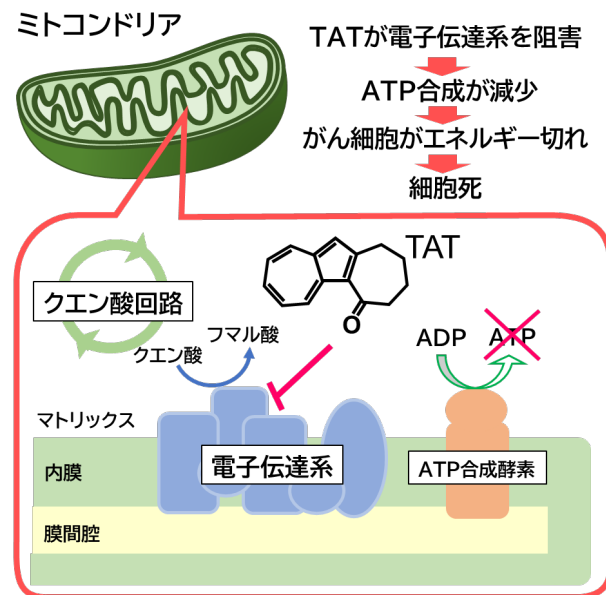 ミトコンドリア
TATが電子伝達系を阻害
ATP合成が減少
がん細胞がエネルギー切れ
細胞死
TAT
O
クエン酸回路
クエン酸
フマル酸
ADP
ATP
マトリックス
電子伝達系
ATP合成酵素
内膜
膜間腔